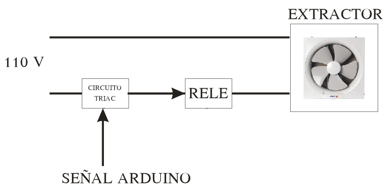 EXTRACTOR
110 V
CIRCUITO
TRIAC
RELE
SEÑAL ARDUINO